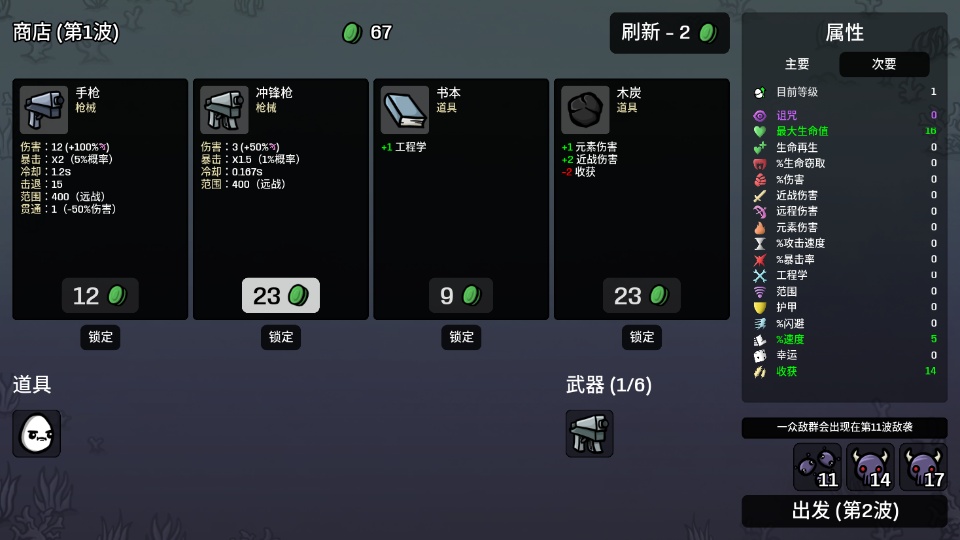 商店 (第1波)
67
刷新 - 2
手枪
枪械
伤害：12 (+100%)
暴击：x2（5%概率）
冷却：1.2s
击退：15
范围：400（远战）
贯通：1（-50%伤害）
12
锁定
冲锋枪
枪械
伤害：3 (+50%)
暴击：x1.5（1%概率）
冷却：0.167s
范围：400（远战）
23
锁定
书本
道具
+1 工程学
9
锁定
木炭
道具
+1 元素伤害
+2 近战伤害
-2 收获
23
锁定
道具
武器 (1/6)
属性
主要
次要
目前等级 1
诅咒 0
最大生命值 16
生命再生 0
%生命窃取 0
%伤害 0
近战伤害 0
远程伤害 0
元素伤害 0
%攻击速度 0
%暴击率 0
工程学 0
范围 0
护甲 0
%闪避 0
%速度 5
幸运 0
收获 14
一众敌群会出现在第11波敌袭
11
14
17
出发 (第2波)